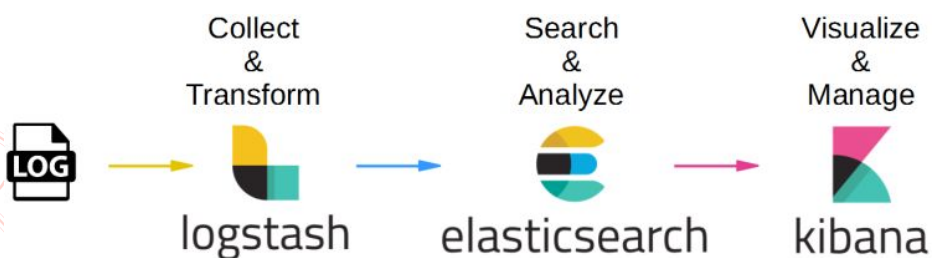 Collect
&
Transform
Search
&
Analyze
Visualize
&
Manage
LOG
logstash
elasticsearch
kibana